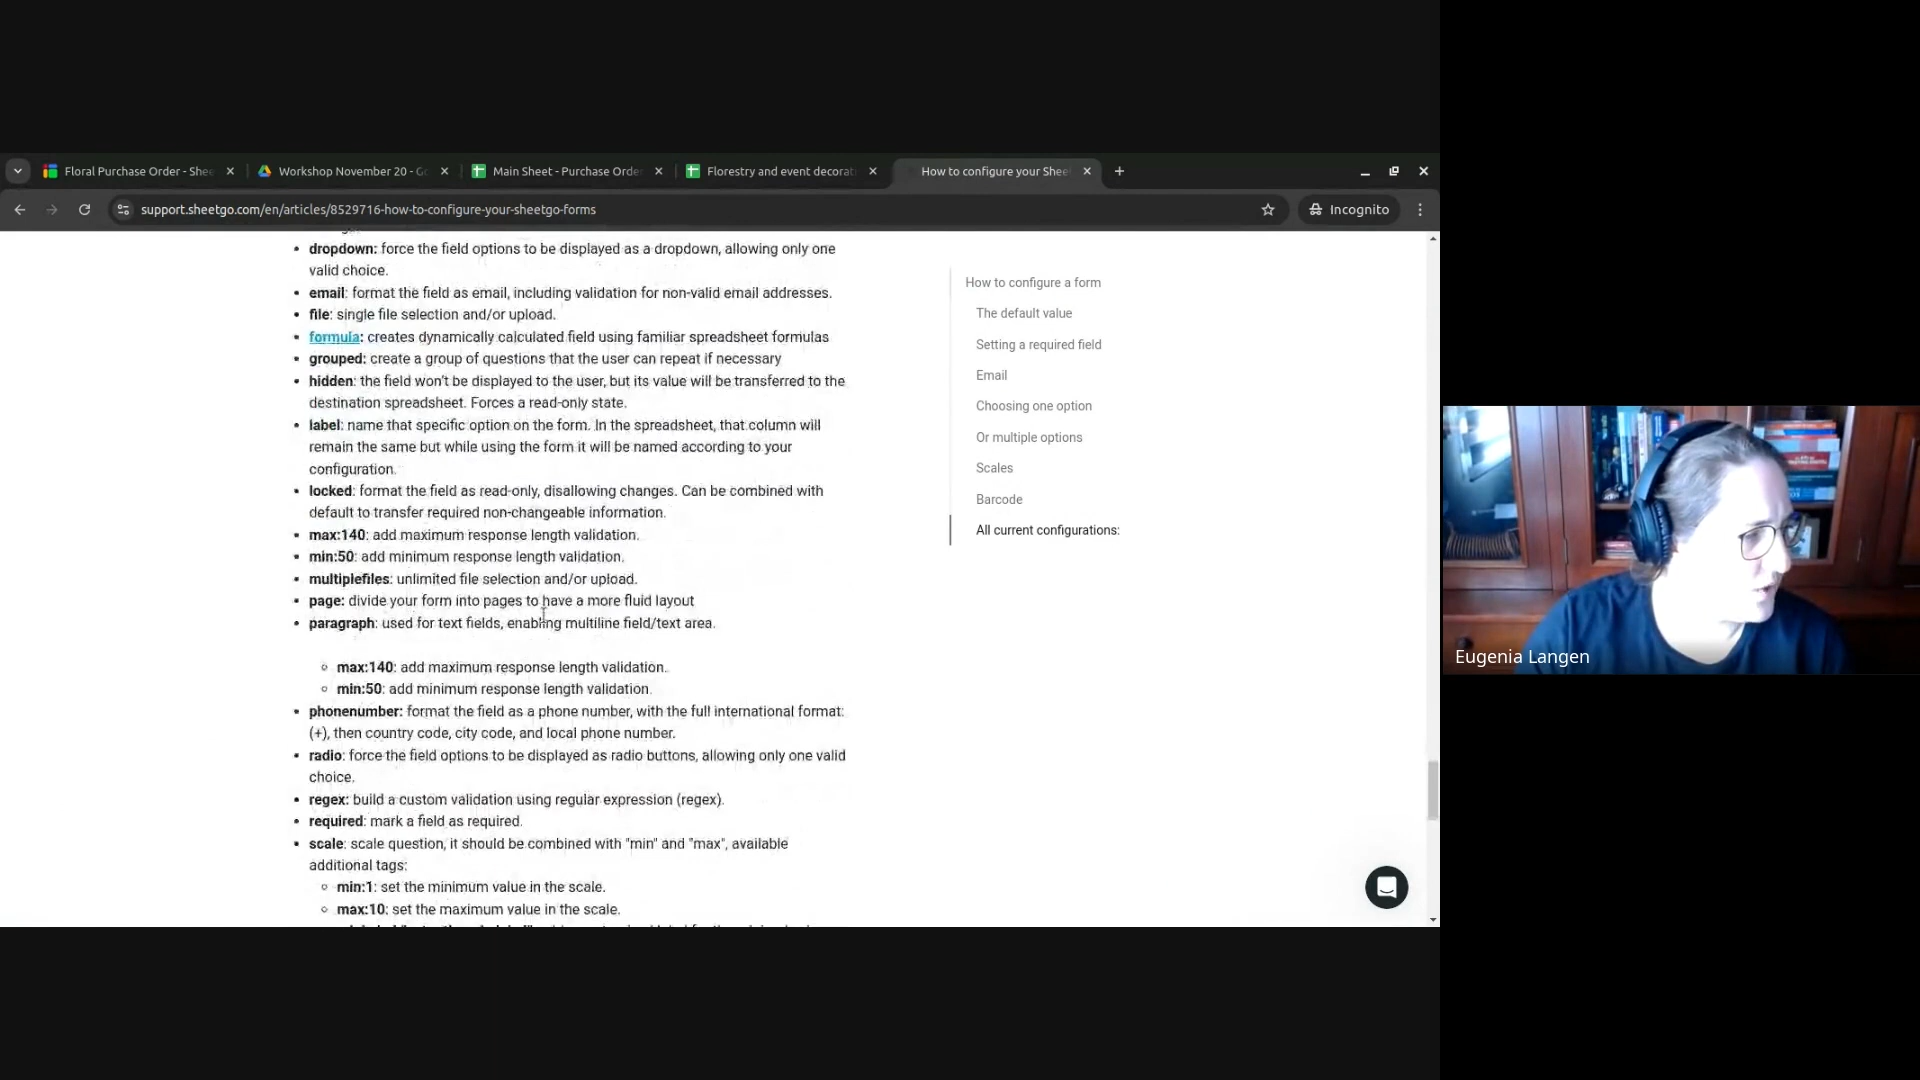 Floral Purchase Order - Shee
Workshop November 20 - Go
Main Sheet - Purchase Orde
Florestry and event decorat
How to configure your Shee
support.sheetgo.com/en/articles/8529716-how-to-configure-your-sheetgo-forms
Incognito
• dropdown: force the field options to be displayed as a dropdown, allowing only one
valid choice.
• email: format the field as email, including validation for non-valid email addresses.
• file: single file selection and/or upload.
• formula: creates dynamically calculated field using familiar spreadsheet formulas
• grouped: create a group of questions that the user can repeat if necessary
• hidden: the field won't be displayed to the user, but its value will be transferred to the
destination spreadsheet. Forces a read-only state.
• label: name that specific option on the form. In the spreadsheet, that column will
remain the same but while using the form it will be named according to your
configuration.
• locked: format the field as read-only, disallowing changes. Can be combined with
default to transfer required non-changeable information.
• max:140: add maximum response length validation.
• min:50: add minimum response length validation.
• multiplefiles: unlimited file selection and/or upload.
• page: divide your form into pages to have a more fluid layout
• paragraph: used for text fields, enabling multiline field/text area.
◦ max:140: add maximum response length validation.
◦ min:50: add minimum response length validation.
• phonenumber: format the field as a phone number, with the full international format:
(+), then country code, city code, and local phone number.
• radio: force the field options to be displayed as radio buttons, allowing only one valid
choice.
• regex: build a custom validation using regular expression (regex).
• required: mark a field as required.
• scale: scale question, it should be combined with "min" and "max", available
additional tags:
◦ min:1: set the minimum value in the scale.
◦ max:10: set the maximum value in the scale.
How to configure a form
The default value
Setting a required field
Email
Choosing one option
Or multiple options
Scales
Barcode
All current configurations:
Eugenia Langen